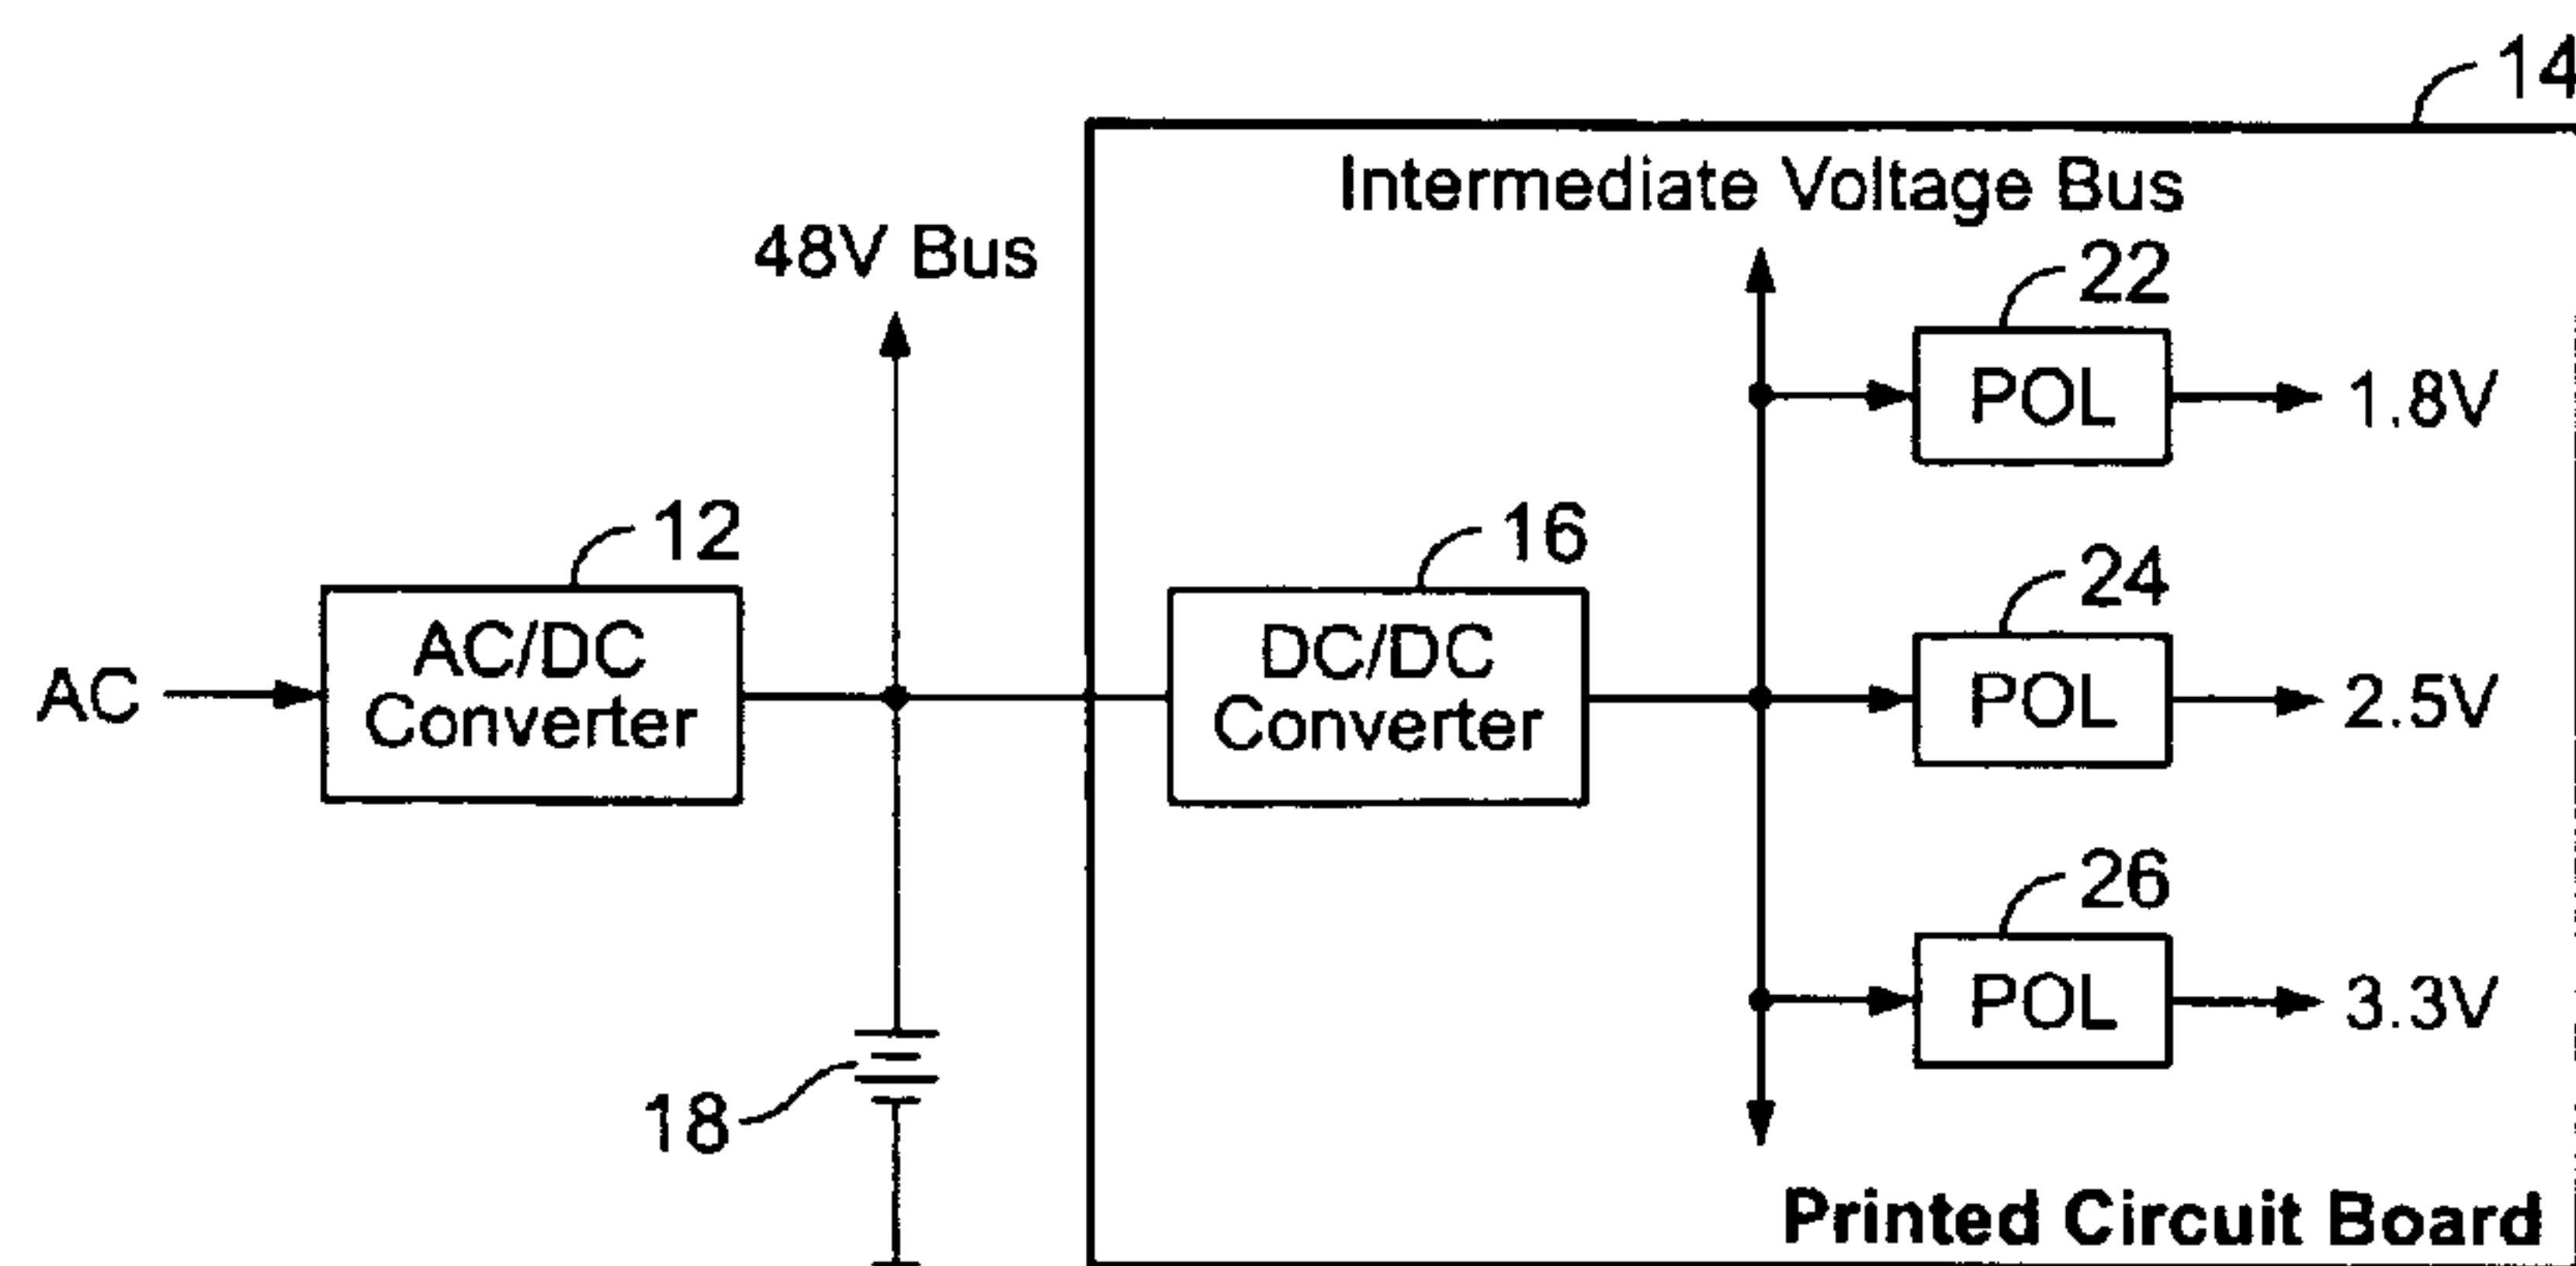 14
Intermediate Voltage Bus
48V Bus
22
POL
1.8V
12
16
24
AC
AC/DC
Converter
DC/DC
Converter
POL
2.5V
26
POL
3.3V
18
Printed Circuit Board